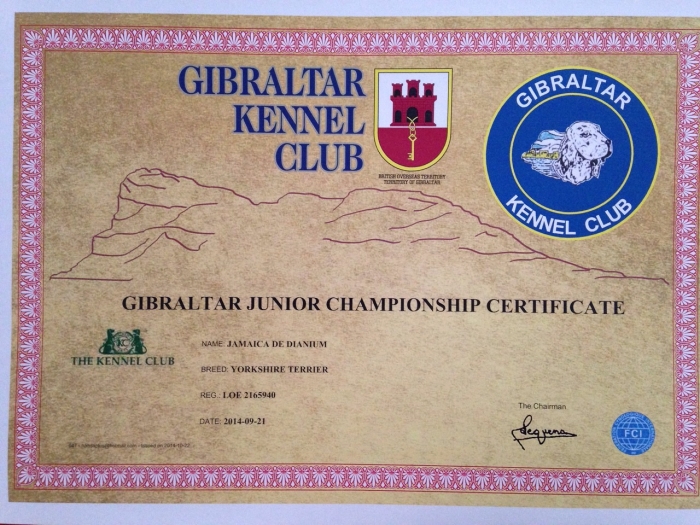 GIBRALTAR
KENNEL
CLUB
BRITISH OVERSEAS TERRITORY
TERRITORY OF GIBRALTAR
GIBRALTAR
KENNEL CLUB
GIBRALTAR JUNIOR CHAMPIONSHIP CERTIFICATE
THE KENNEL CLUB
NAME: JAMAICA DE DIANIUM
BREED: YORKSHIRE TERRIER
REG.: LOE 2165940
DATE: 2014-09-21
The Chairman
FCI